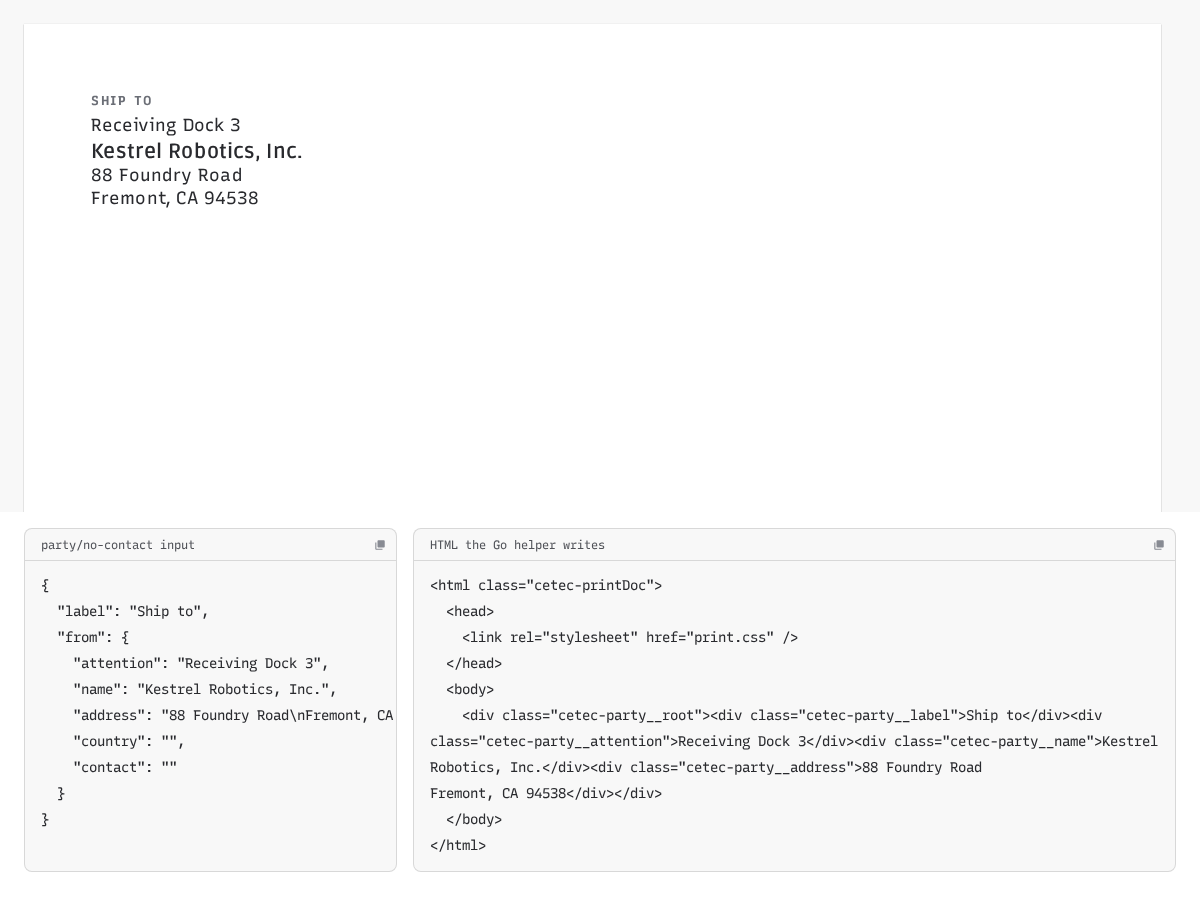 SHIP TO
Receiving Dock 3
Kestrel Robotics, Inc.
88 Foundry Road
Fremont, CA 94538
party/no-contact input
{
  "label": "Ship to",
  "from": {
    "attention": "Receiving Dock 3",
    "name": "Kestrel Robotics, Inc.",
    "address": "88 Foundry Road\nFremont, CA
    "country": "",
    "contact": ""
  }
}
HTML the Go helper writes
<html class="cetec-printDoc">
  <head>
    <link rel="stylesheet" href="print.css" />
  </head>
  <body>
    <div class="cetec-party__root"><div class="cetec-party__label">Ship to</div><div
class="cetec-party__attention">Receiving Dock 3</div><div class="cetec-party__name">Kestrel
Robotics, Inc.</div><div class="cetec-party__address">88 Foundry Road
Fremont, CA 94538</div></div>
  </body>
</html>